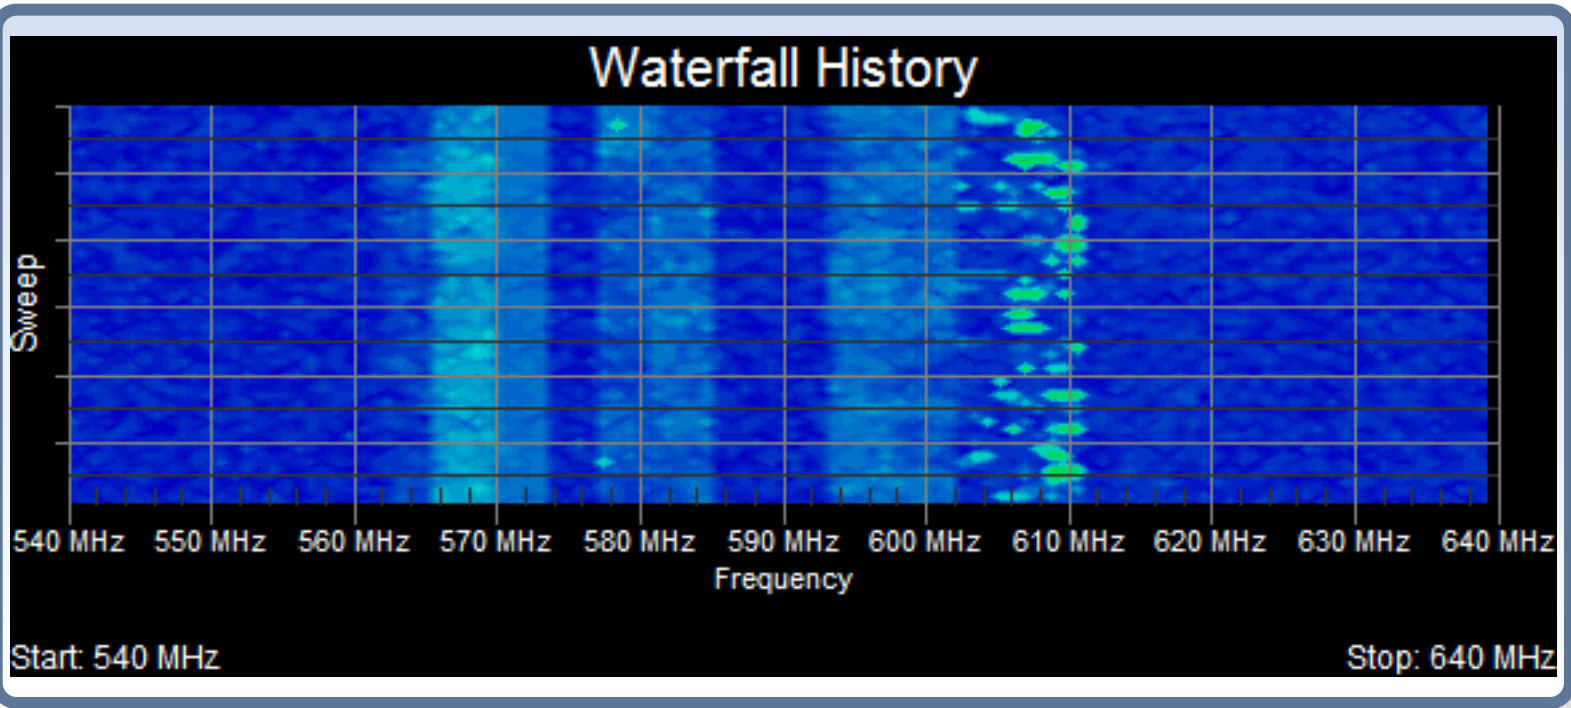 Waterfall History
Sweep
540 MHz 550 MHz 560 MHz 570 MHz 580 MHz 590 MHz 600 MHz 610 MHz 620 MHz 630 MHz 640 MHz
Frequency
Start: 540 MHz Stop: 640 MHz